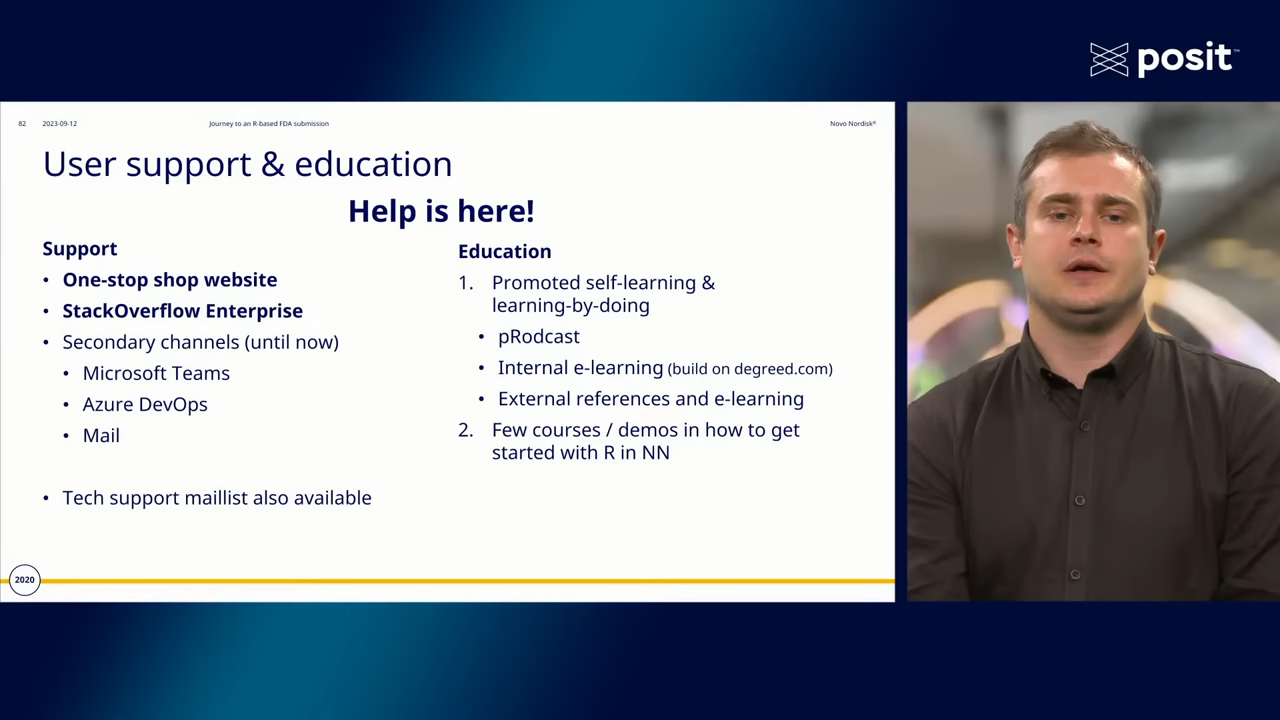 posit™
82 2023-09-12 Journey to an R-based FDA submission Novo Nordisk®
User support & education
Help is here!
Support
• One-stop shop website
• StackOverflow Enterprise
• Secondary channels (until now)
• Microsoft Teams
• Azure DevOps
• Mail
• Tech support maillist also available
Education
1. Promoted self-learning &
learning-by-doing
• pRodcast
• Internal e-learning (build on degreed.com)
• External references and e-learning
2. Few courses / demos in how to get
started with R in NN
2020